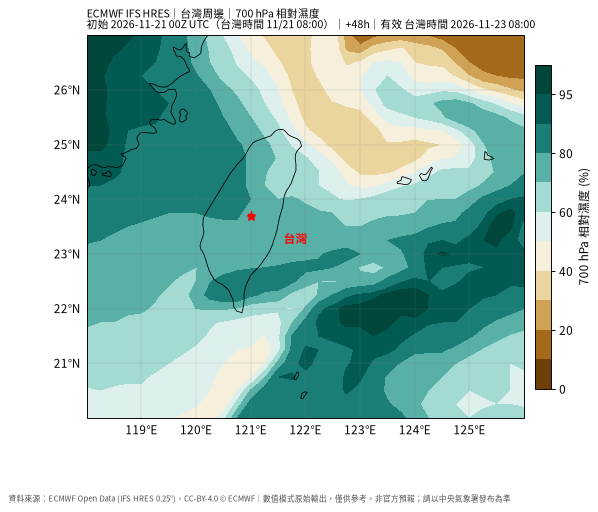 ECMWF IFS HRES｜台灣周邊｜700 hPa 相對濕度
初始 2026-11-21 00Z UTC（台灣時間 11/21 08:00）｜+48h｜有效 台灣時間 2026-11-23 08:00
26°N
25°N
24°N
23°N
22°N
21°N
119°E 120°E 121°E 122°E 123°E 124°E 125°E
台灣
95
80
60
40
20
0
700 hPa 相對濕度 (%)
資料來源：ECMWF Open Data (IFS HRES 0.25°)・CC-BY-4.0 © ECMWF｜數值模式原始輸出，僅供參考，非官方預報；請以中央氣象署發布為準